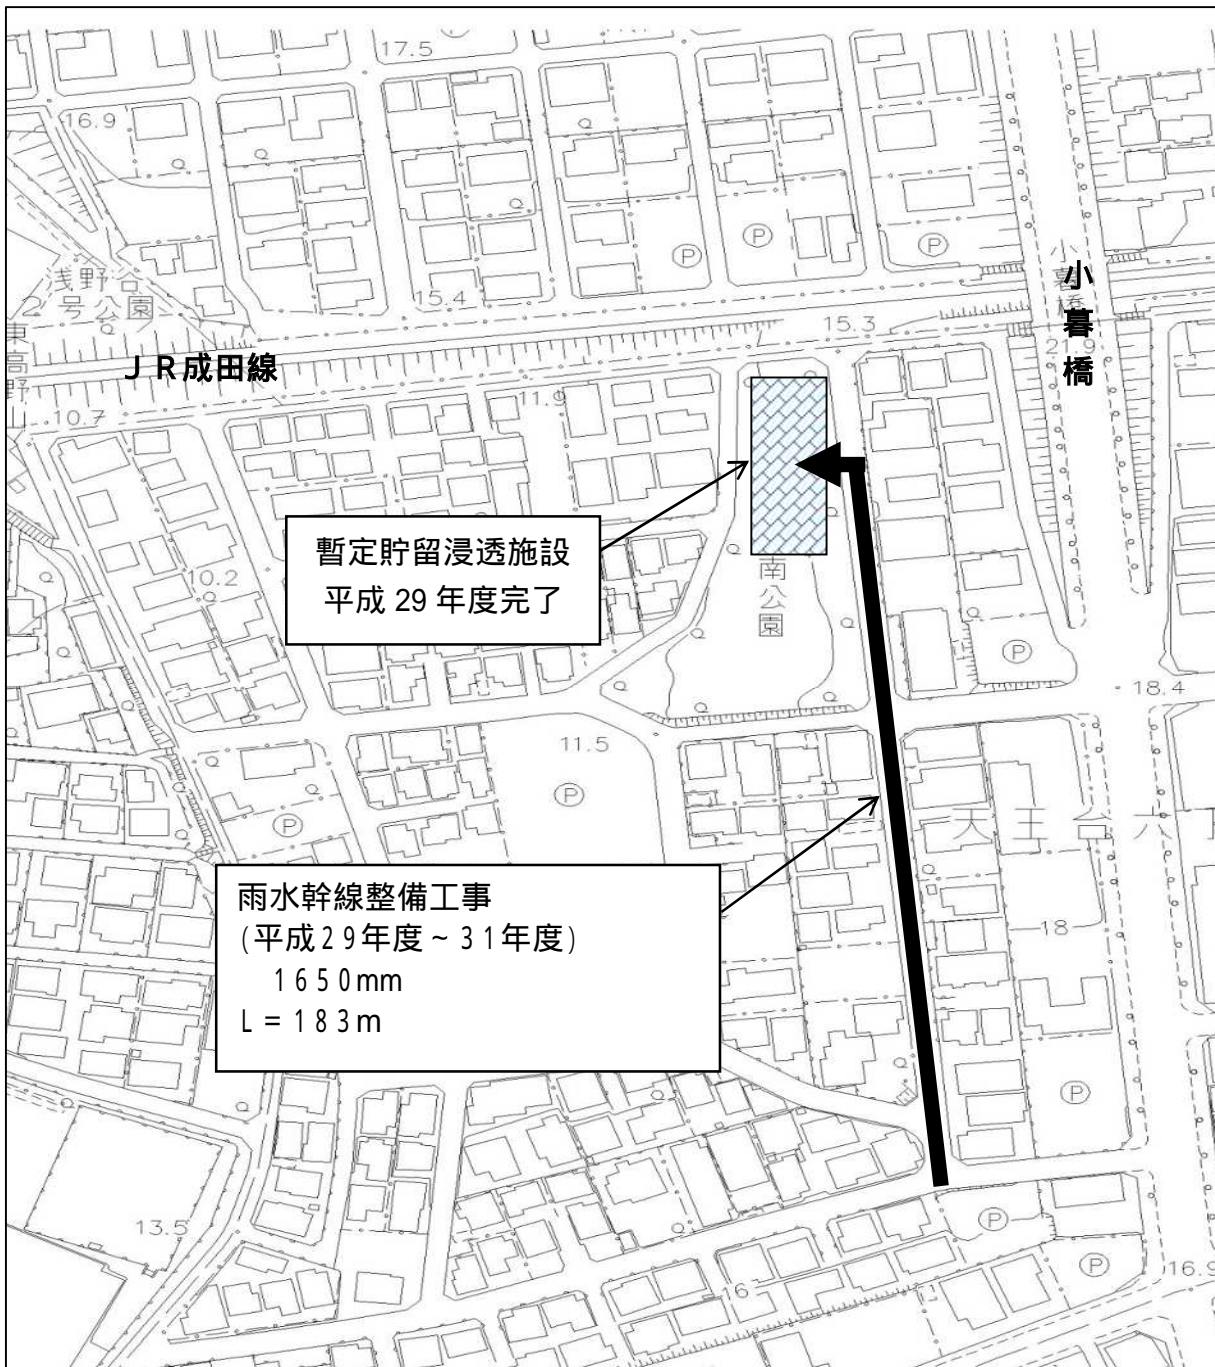 17.5
16.9
P
P
P
浅野谷
2号公園
15.4
15.3
小暮橋
小暮橋
21.9
東高野山
JR成田線
10.7
11.9
10.2
暫定貯留浸透施設
平成 29 年度完了
南公園
P
18.4
11.5
P
P
天王台六丁
雨水幹線整備工事
(平成29年度~31年度)
1650mm
L=183m
18
P
13.5
P
P
16
16.9